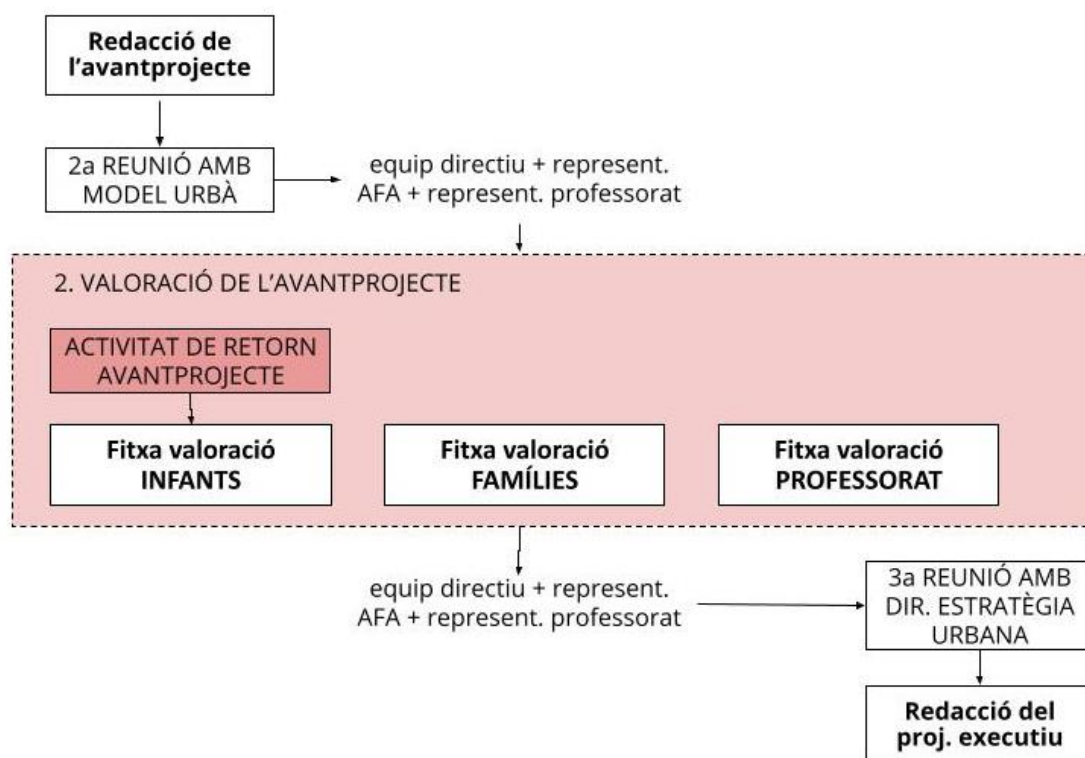 Redacció de
l'avantprojecte
2a REUNIÓ AMB
MODEL URBÀ
equip directiu + represent.
AFA + represent. professorat
2. VALORACIÓ DE L'AVANTPROJECTE
ACTIVITAT DE RETORN
AVANTPROJECTE
Fitxa valoració
INFANTS
Fitxa valoració
FAMÍLIES
Fitxa valoració
PROFESSORAT
equip directiu + represent.
AFA + represent. professorat
3a REUNIÓ AMB
DIR. ESTRATÈGIA
URBANA
Redacció del
proj. executiu